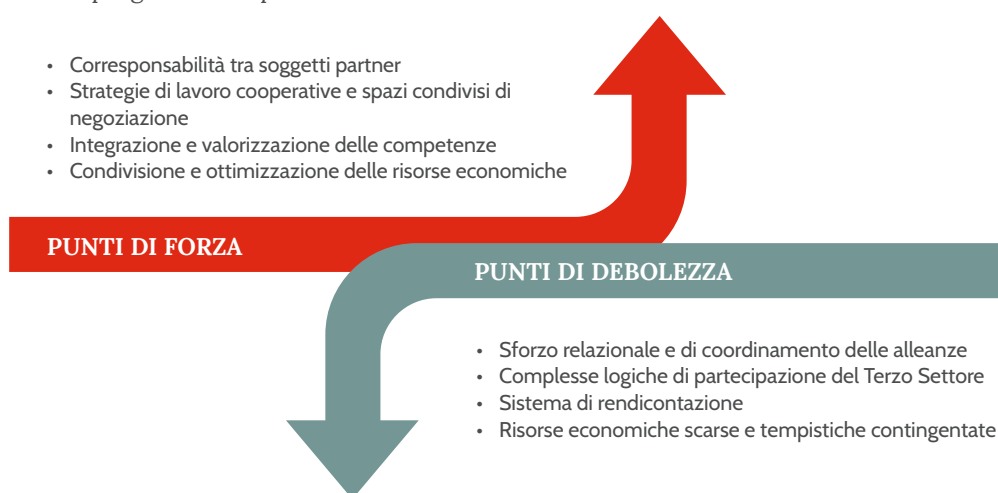 • Corresponsabilità tra soggetti partner
• Strategie di lavoro cooperative e spazi condivisi di
negoziazione
• Integrazione e valorizzazione delle competenze
• Condivisione e ottimizzazione delle risorse economiche
PUNTI DI FORZA
PUNTI DI DEBOLEZZA
• Sforzo relazionale e di coordinamento delle alleanze
• Complesse logiche di partecipazione del Terzo Settore
• Sistema di rendicontazione
• Risorse economiche scarse e tempistiche contingentate